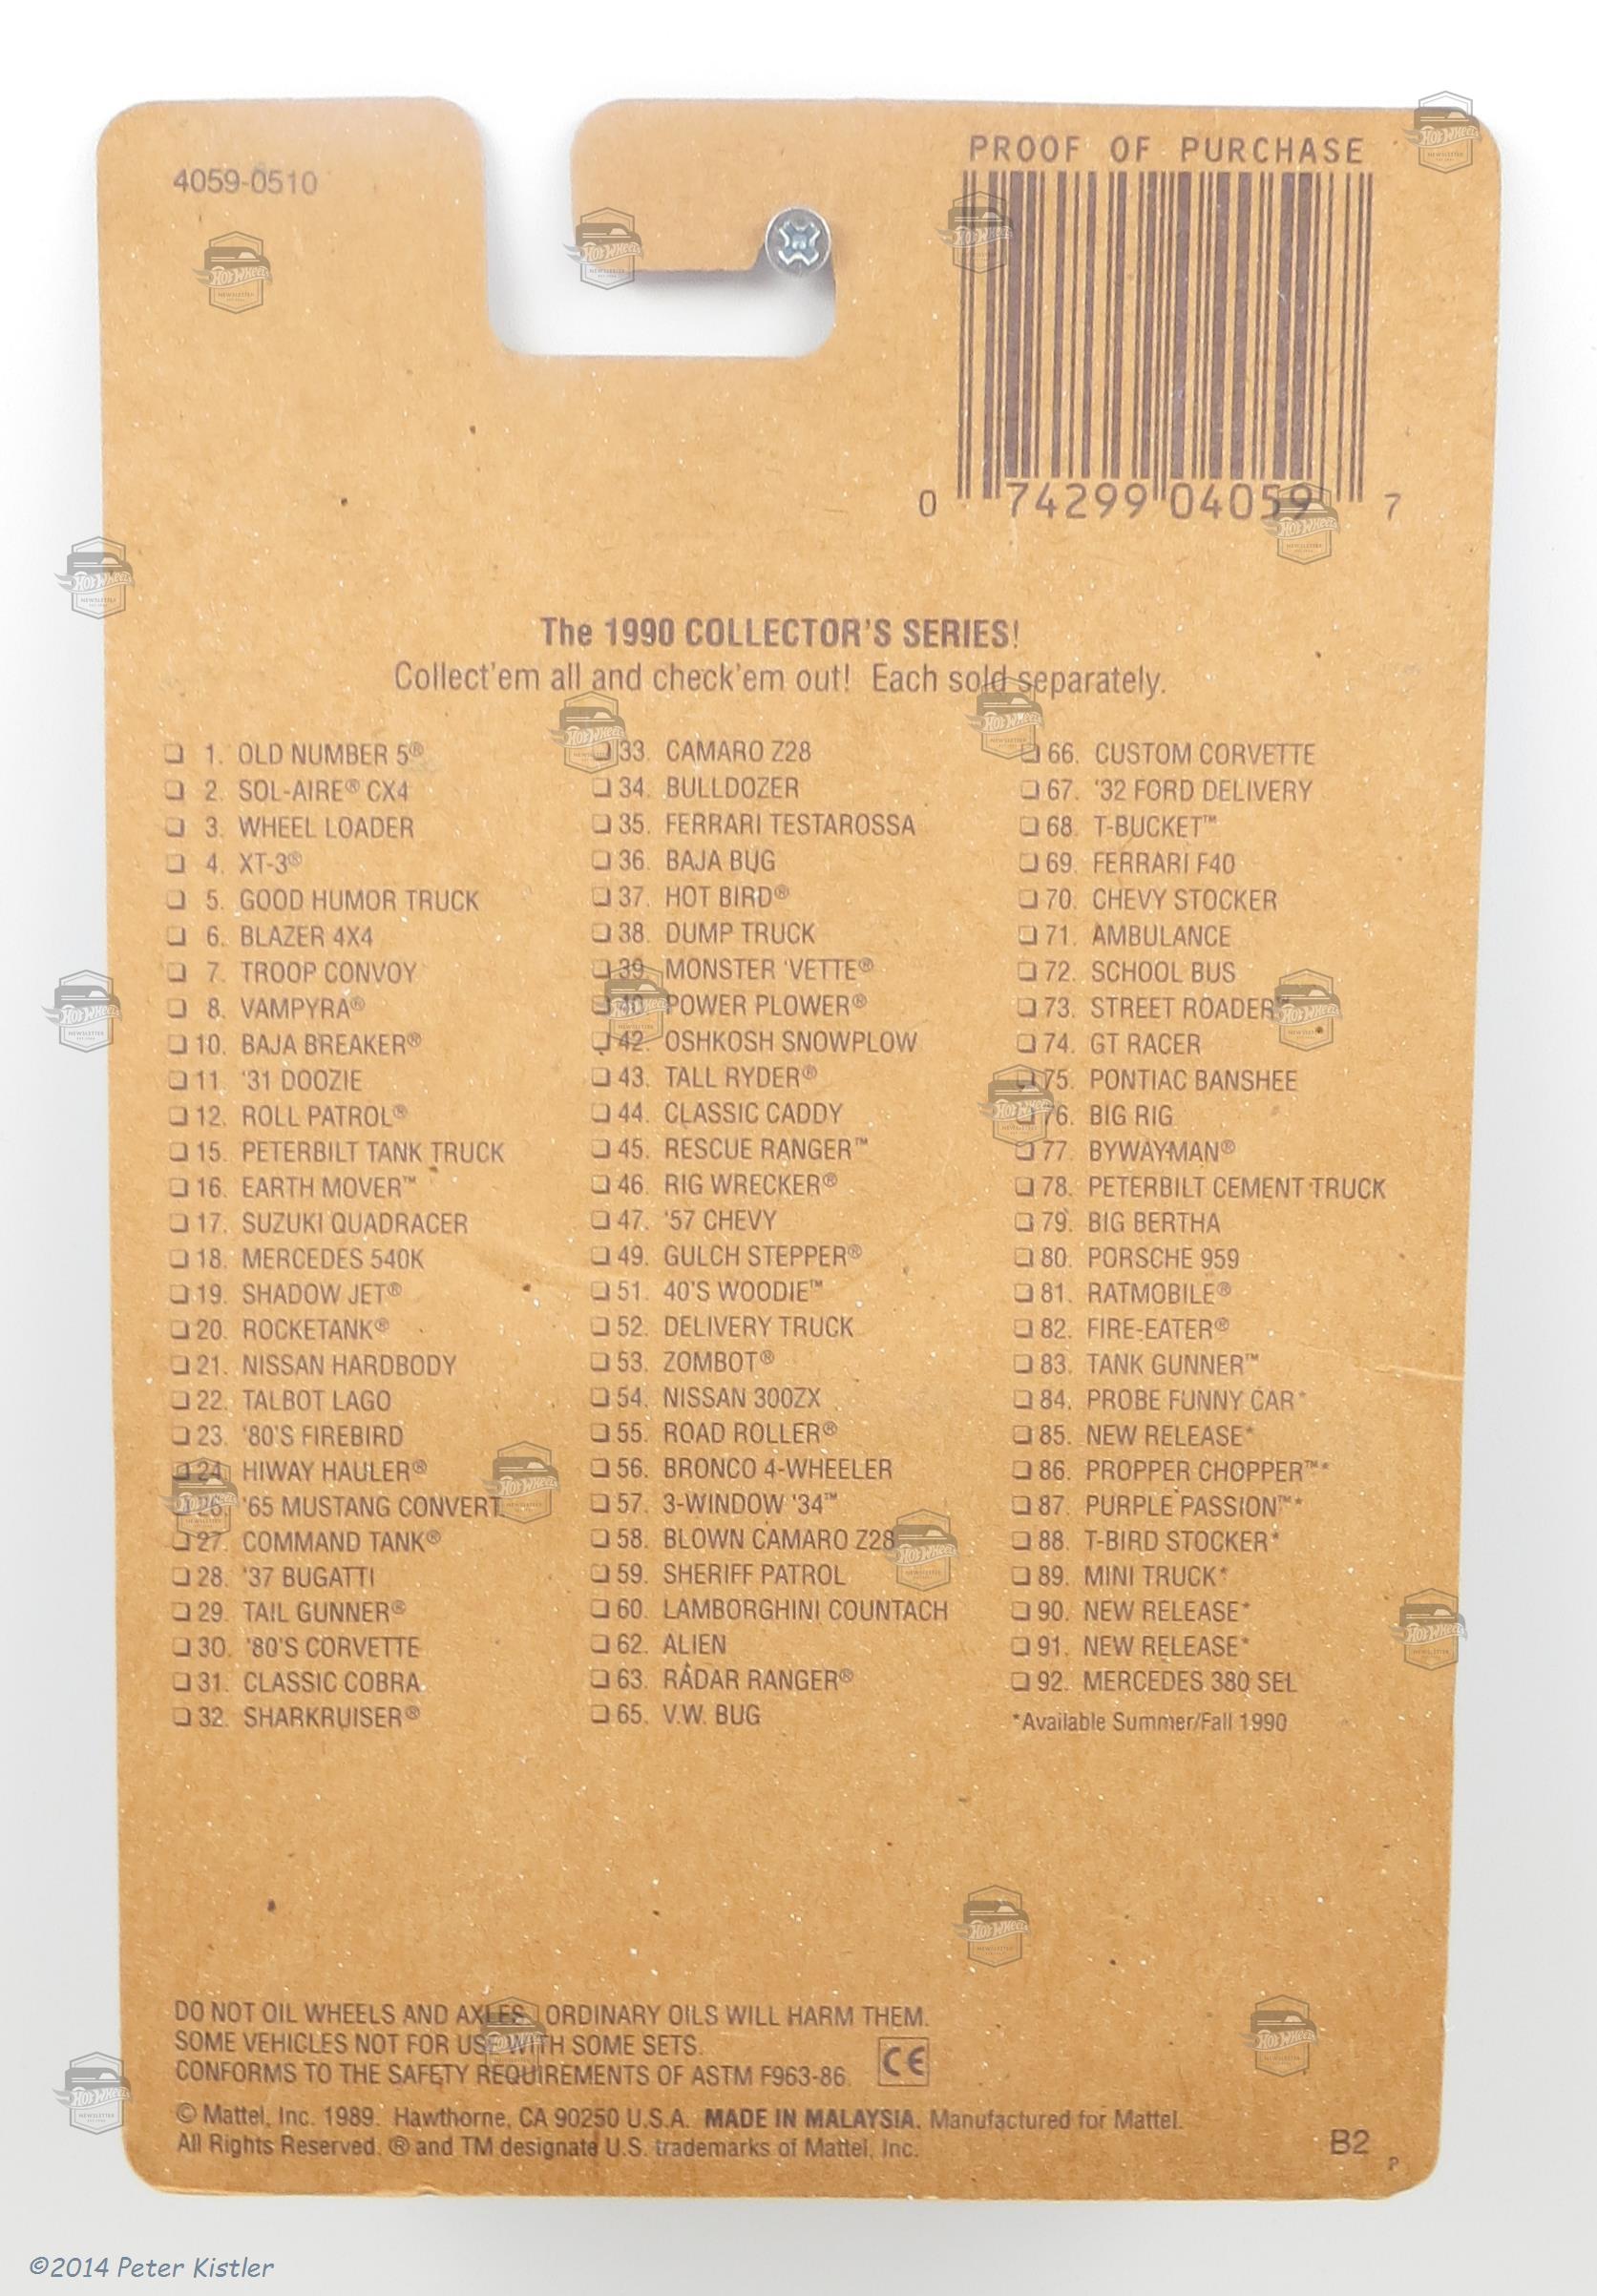 4059-0510
PROOF OF PURCHASE
0 74299 04059 7
The 1990 COLLECTOR'S SERIES!
Collect'em all and check'em out! Each sold separately.
1. OLD NUMBER 5®
2. SOL-AIRE® CX4
3. WHEEL LOADER
4. XT-3®
5. GOOD HUMOR TRUCK
6. BLAZER 4X4
7. TROOP CONVOY
8. VAMPYRA®
10. BAJA BREAKER®
11. '31 DOOZIE
12. ROLL PATROL®
15. PETERBILT TANK TRUCK
16. EARTH MOVER™
17. SUZUKI QUADRACER
18. MERCEDES 540K
19. SHADOW JET®
20. ROCKETANK®
21. NISSAN HARDBODY
22. TALBOT LAGO
23. '80'S FIREBIRD
24. HIWAY HAULER®
26. '65 MUSTANG CONVERT.
27. COMMAND TANK®
28. '37 BUGATTI
29. TAIL GUNNER®
30. '80'S CORVETTE
31. CLASSIC COBRA
32. SHARKRUISER®
33. CAMARO Z28
34. BULLDOZER
35. FERRARI TESTAROSSA
36. BAJA BUG
37. HOT BIRD®
38. DUMP TRUCK
39. MONSTER 'VETTE®
40. POWER PLOWER®
42. OSHKOSH SNOWPLOW
43. TALL RYDER®
44. CLASSIC CADDY
45. RESCUE RANGER™
46. RIG WRECKER®
47. '57 CHEVY
49. GULCH STEPPER®
51. 40'S WOODIE™
52. DELIVERY TRUCK
53. ZOMBOT®
54. NISSAN 300ZX
55. ROAD ROLLER®
56. BRONCO 4-WHEELER
57. 3-WINDOW '34™
58. BLOWN CAMARO Z28
59. SHERIFF PATROL
60. LAMBORGHINI COUNTACH
62. ALIEN
63. RADAR RANGER®
65. V.W. BUG
66. CUSTOM CORVETTE
67. '32 FORD DELIVERY
68. T-BUCKET™
69. FERRARI F40
70. CHEVY STOCKER
71. AMBULANCE
72. SCHOOL BUS
73. STREET ROADER™
74. GT RACER
75. PONTIAC BANSHEE
76. BIG RIG
77. BYWAYMAN®
78. PETERBILT CEMENT TRUCK
79. BIG BERTHA
80. PORSCHE 959
81. RATMOBILE®
82. FIRE-EATER®
83. TANK GUNNER™
84. PROBE FUNNY CAR*
85. NEW RELEASE*
86. PROPPER CHOPPER™*
87. PURPLE PASSION™*
88. T-BIRD STOCKER*
89. MINI TRUCK*
90. NEW RELEASE*
91. NEW RELEASE*
92. MERCEDES 380 SEL
*Available Summer/Fall 1990
DO NOT OIL WHEELS AND AXLES. ORDINARY OILS WILL HARM THEM.
SOME VEHICLES NOT FOR USE WITH SOME SETS.
CONFORMS TO THE SAFETY REQUIREMENTS OF ASTM F963-86. CE
© Mattel, Inc. 1989. Hawthorne, CA 90250 U.S.A. MADE IN MALAYSIA. Manufactured for Mattel.
All Rights Reserved. ® and TM designate U.S. trademarks of Mattel, Inc.
B2
P
©2014 Peter Kistler